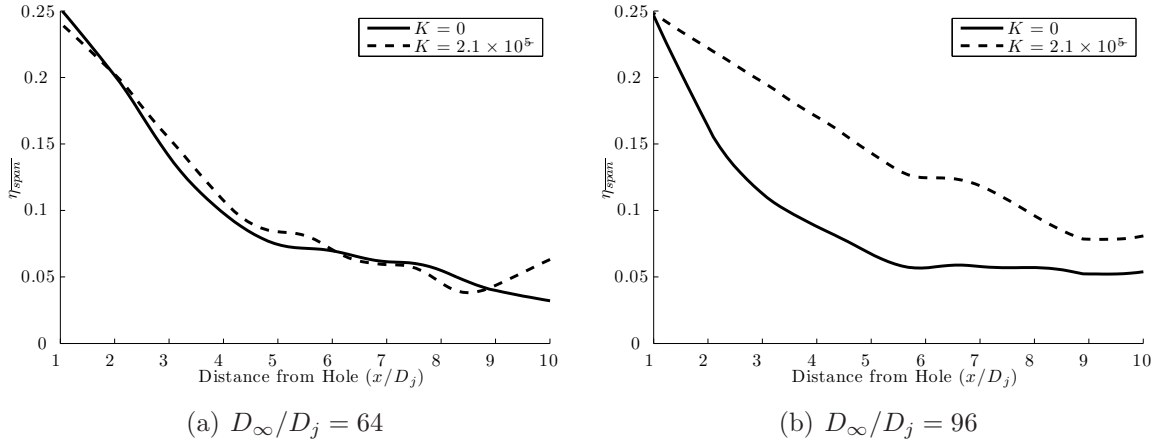 0.25
0.2
0.15
0.1
0.05
0
1 2 3 4 5 6 7 8 9 10
Distance from Hole (x/D_j)
η_span
K = 0
K = 2.1 × 10^5-
(a) D_∞/D_j = 64
0.25
0.2
0.15
0.1
0.05
0
1 2 3 4 5 6 7 8 9 10
Distance from Hole (x/D_j)
η_span
K = 0
K = 2.1 × 10^5-
(b) D_∞/D_j = 96